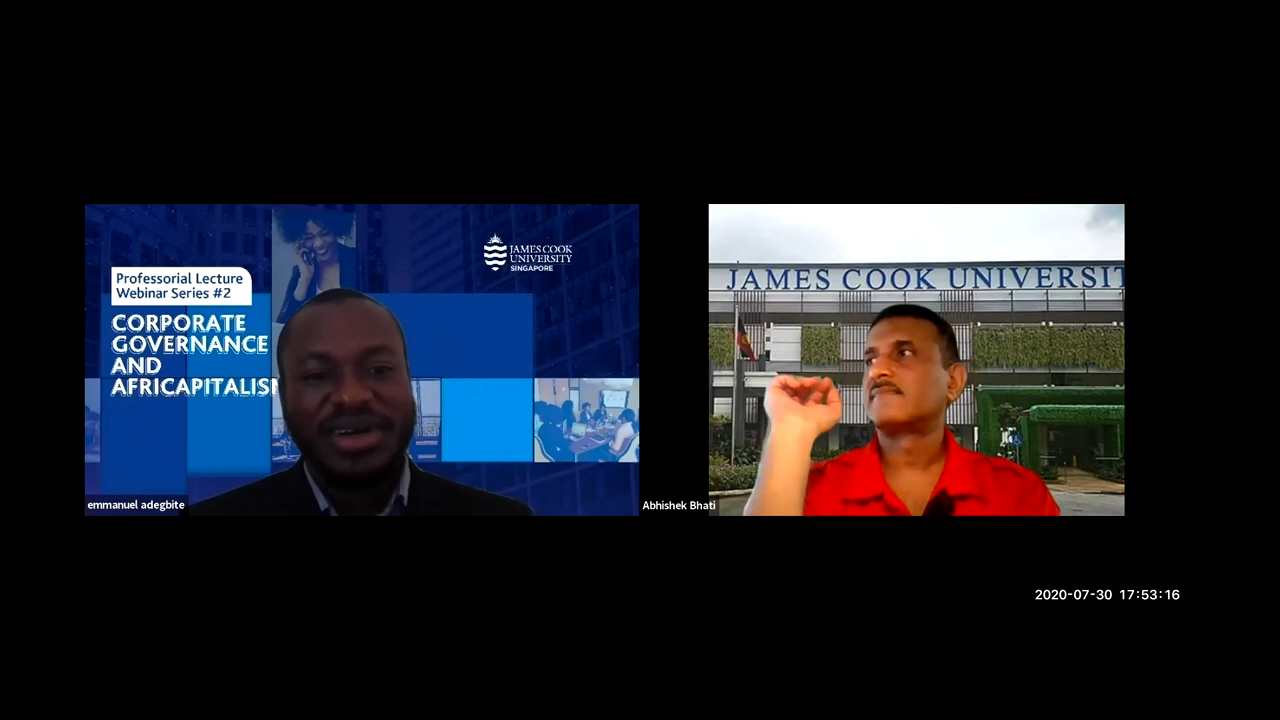 Professorial Lecture
Webinar Series #2
CORPORATE
GOVERNANCE
AND
AFRICAPITALISM
JAMES COOK
UNIVERSITY
SINGAPORE
emmanuel adegbite
JAMES COOK UNIVERSIT
Abhishek Bhati
2020-07-30 17:53:16